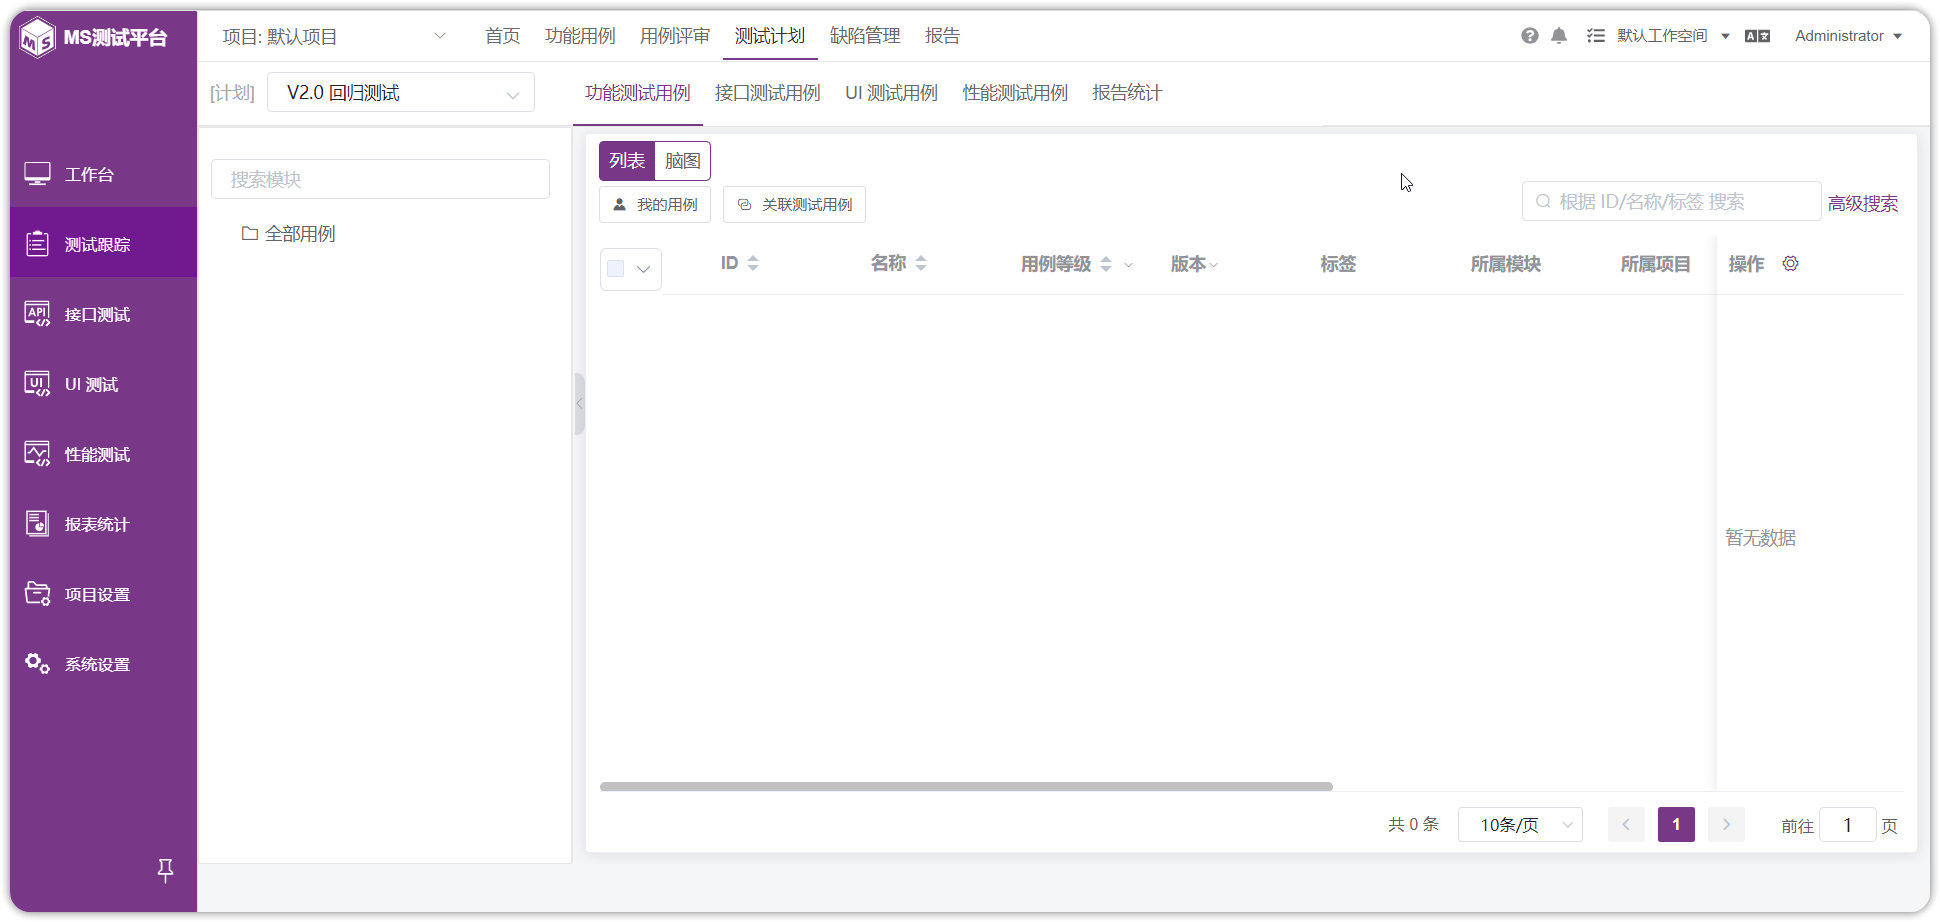 MS测试平台
项目: 默认项目
首页
功能用例
用例评审
测试计划
缺陷管理
报告
默认工作空间
Administrator
[计划]
V2.0 回归测试
功能测试用例
接口测试用例
UI 测试用例
性能测试用例
报告统计
工作台
测试跟踪
接口测试
UI 测试
性能测试
报表统计
项目设置
系统设置
搜索模块
全部用例
列表
脑图
我的用例
关联测试用例
根据 ID/名称/标签 搜索
高级搜索
ID
名称
用例等级
版本
标签
所属模块
所属项目
操作
暂无数据
共 0 条
10条/页
1
前往
1
页